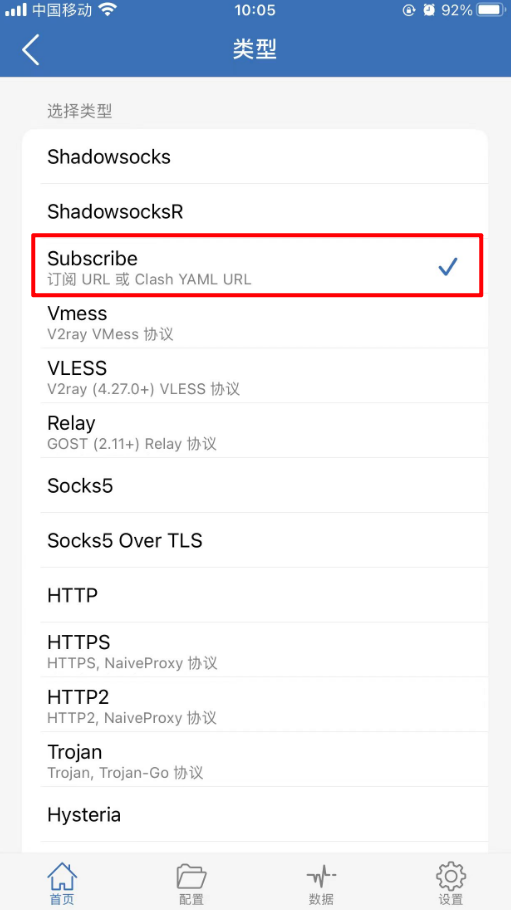 中国移动 10:05 92%
类型
选择类型
Shadowsocks
ShadowsocksR
Subscribe
订阅 URL 或 Clash YAML URL
Vmess
V2ray VMess 协议
VLESS
V2ray (4.27.0+) VLESS 协议
Relay
GOST (2.11+) Relay 协议
Socks5
Socks5 Over TLS
HTTP
HTTPS
HTTPS, NaiveProxy 协议
HTTP2
HTTP2, NaiveProxy 协议
Trojan
Trojan, Trojan-Go 协议
Hysteria
首页 配置 数据 设置